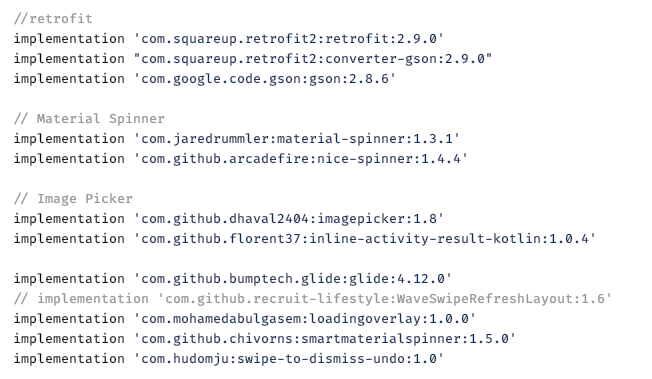 //retrofit
implementation 'com.squareup.retrofit2:retrofit:2.9.0'
implementation "com.squareup.retrofit2:converter-gson:2.9.0"
implementation 'com.google.code.gson:gson:2.8.6'
// Material Spinner
implementation 'com.jaredrummler:material-spinner:1.3.1'
implementation 'com.github.arcadefire:nice-spinner:1.4.4'
// Image Picker
implementation 'com.github.dhaval2404:imagepicker:1.8'
implementation 'com.github.florent37:inline-activity-result-kotlin:1.0.4'
implementation 'com.github.bumptech.glide:glide:4.12.0'
// implementation 'com.github.recruit-lifestyle:WaveSwipeRefreshLayout:1.6'
implementation 'com.mohamedabulgasem:loadingoverlay:1.0.0'
implementation 'com.github.chivorns:smartmaterialspinner:1.5.0'
implementation 'com.hudomju:swipe-to-dismiss-undo:1.0'